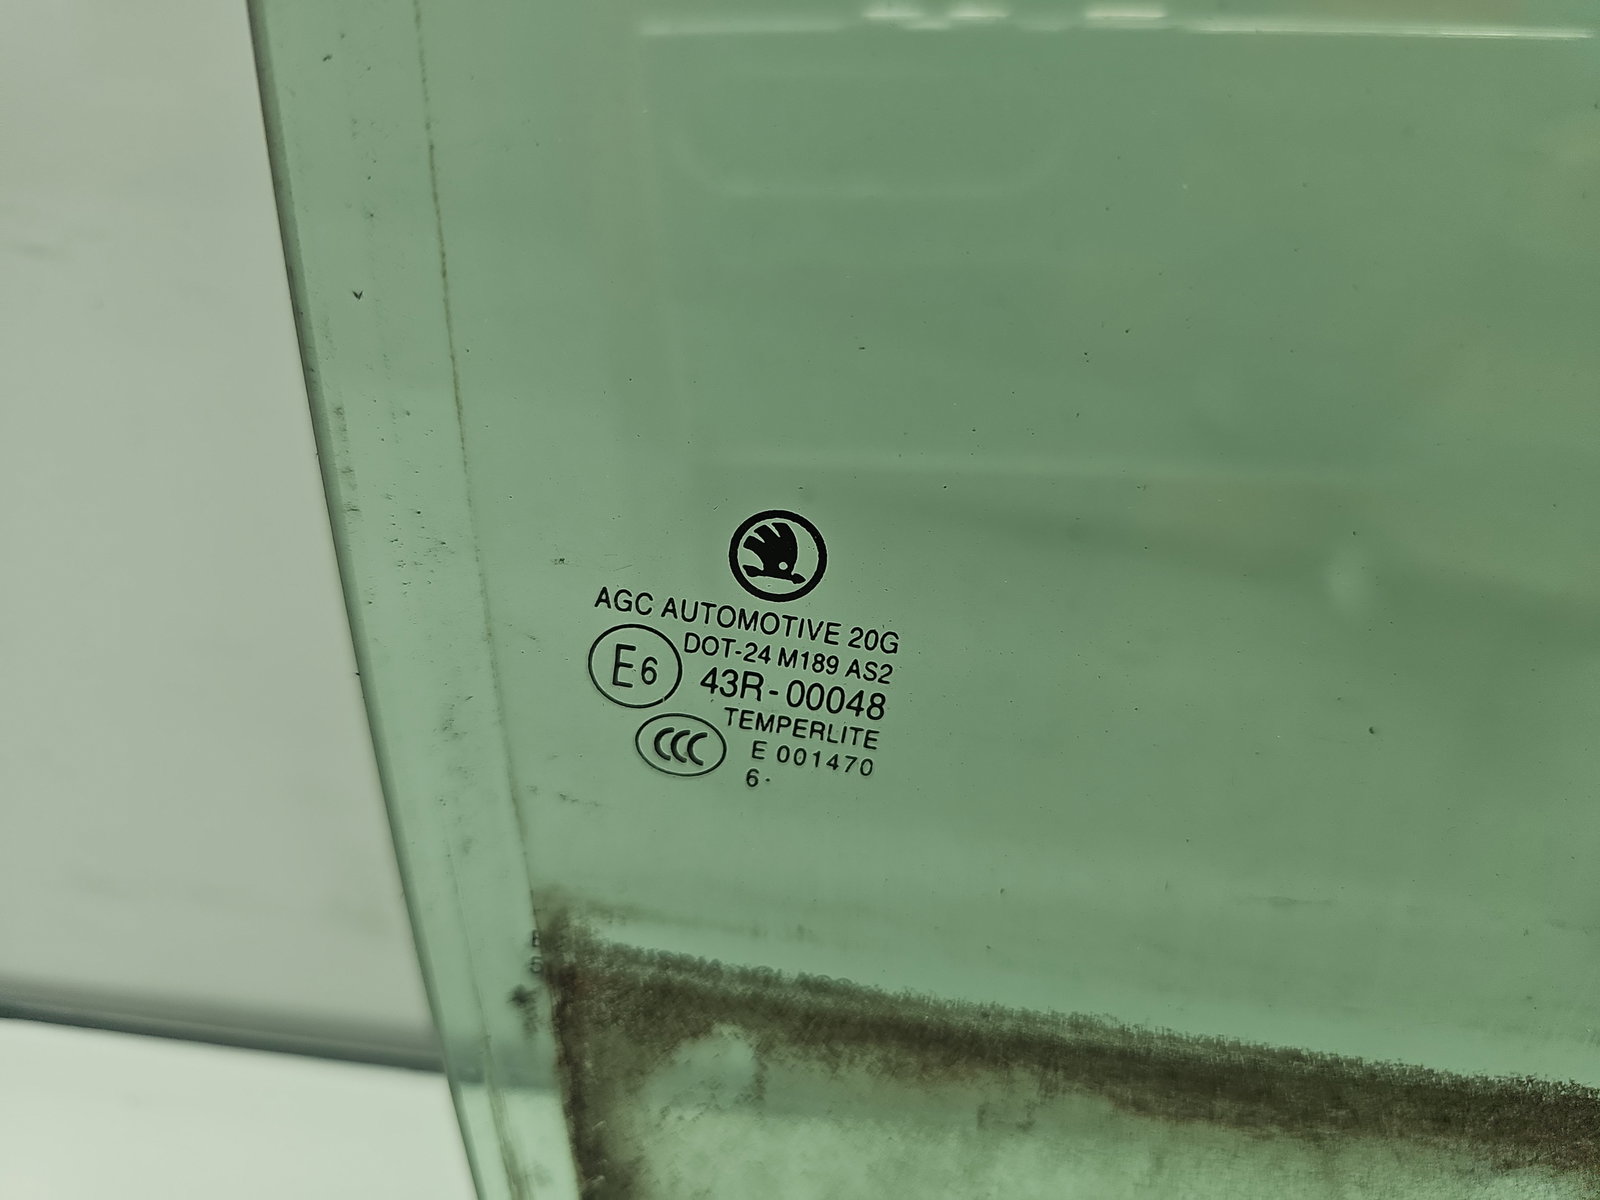 AGC AUTOMOTIVE 20G
DOT-24 M189 AS2
E6
43R-00048
TEMPERLITE
CCC
E 001470
6·